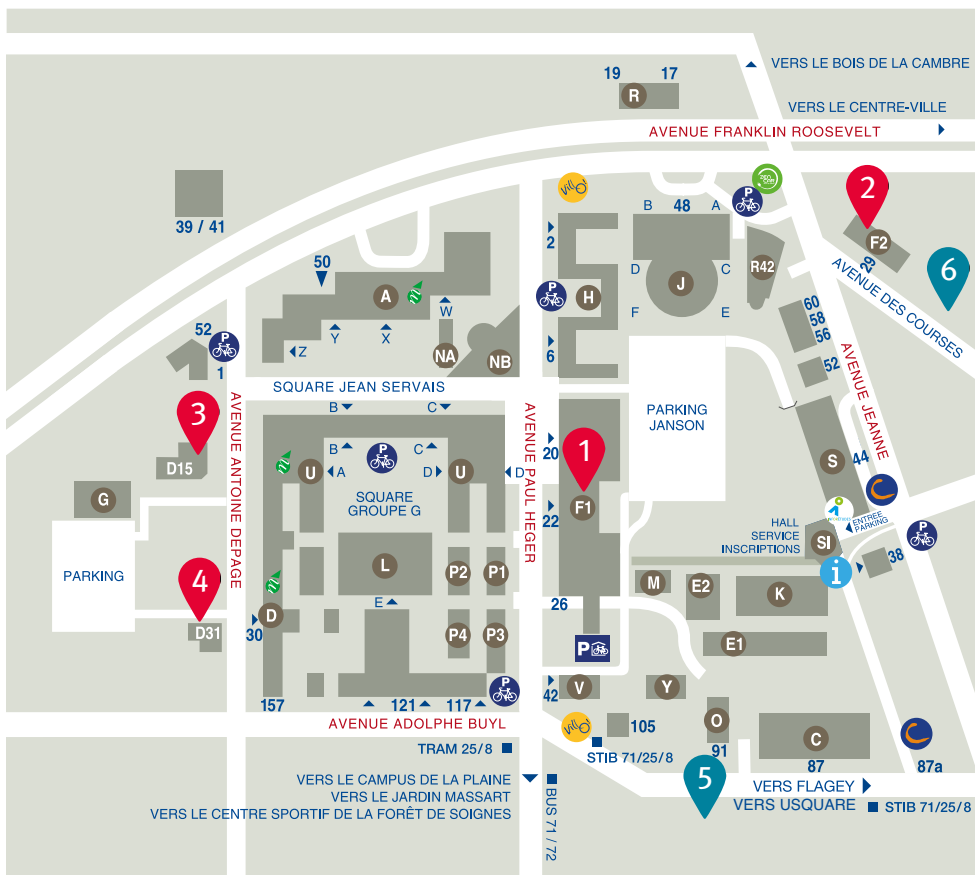 19 17
R
VERS LE BOIS DE LA CAMBRE
VERS LE CENTRE-VILLE
AVENUE FRANKLIN ROOSEVELT
39 / 41
Villo!
2
B 48 A
P
2
F2
29
R42
AVENUE DES COURSES
6
50
A
W
Y X
Z
NA
NB
P
H
D C
J
F E
6
60
58
56
52
AVENUE JEANNE
52
P
1
SQUARE JEAN SERVAIS
B C
B C
P
U A D U D
SQUARE
GROUPE G
AVENUE ANTOINE DEPAGE
3
D15
G
PARKING
4
D31
AVENUE PAUL HEGER
20
1
F1
22
PARKING
JANSON
S
44
ENTREE
PARKING
P
HALL
SERVICE
INSCRIPTIONS
SI
i
38
L
P2 P1
E
P4 P3
D
30
26
M
E2
K
E1
P
P
42
V
Y
O
C
157 121 117
AVENUE ADOLPHE BUYL
TRAM 25/8
Villo!
105
STIB 71/25/8
91
87
87a
5
VERS LE CAMPUS DE LA PLAINE
VERS LE JARDIN MASSART
VERS LE CENTRE SPORTIF DE LA FORÊT DE SOIGNES
BUS 71 / 72
VERS FLAGEY
VERS USQUARE
STIB 71/25/8